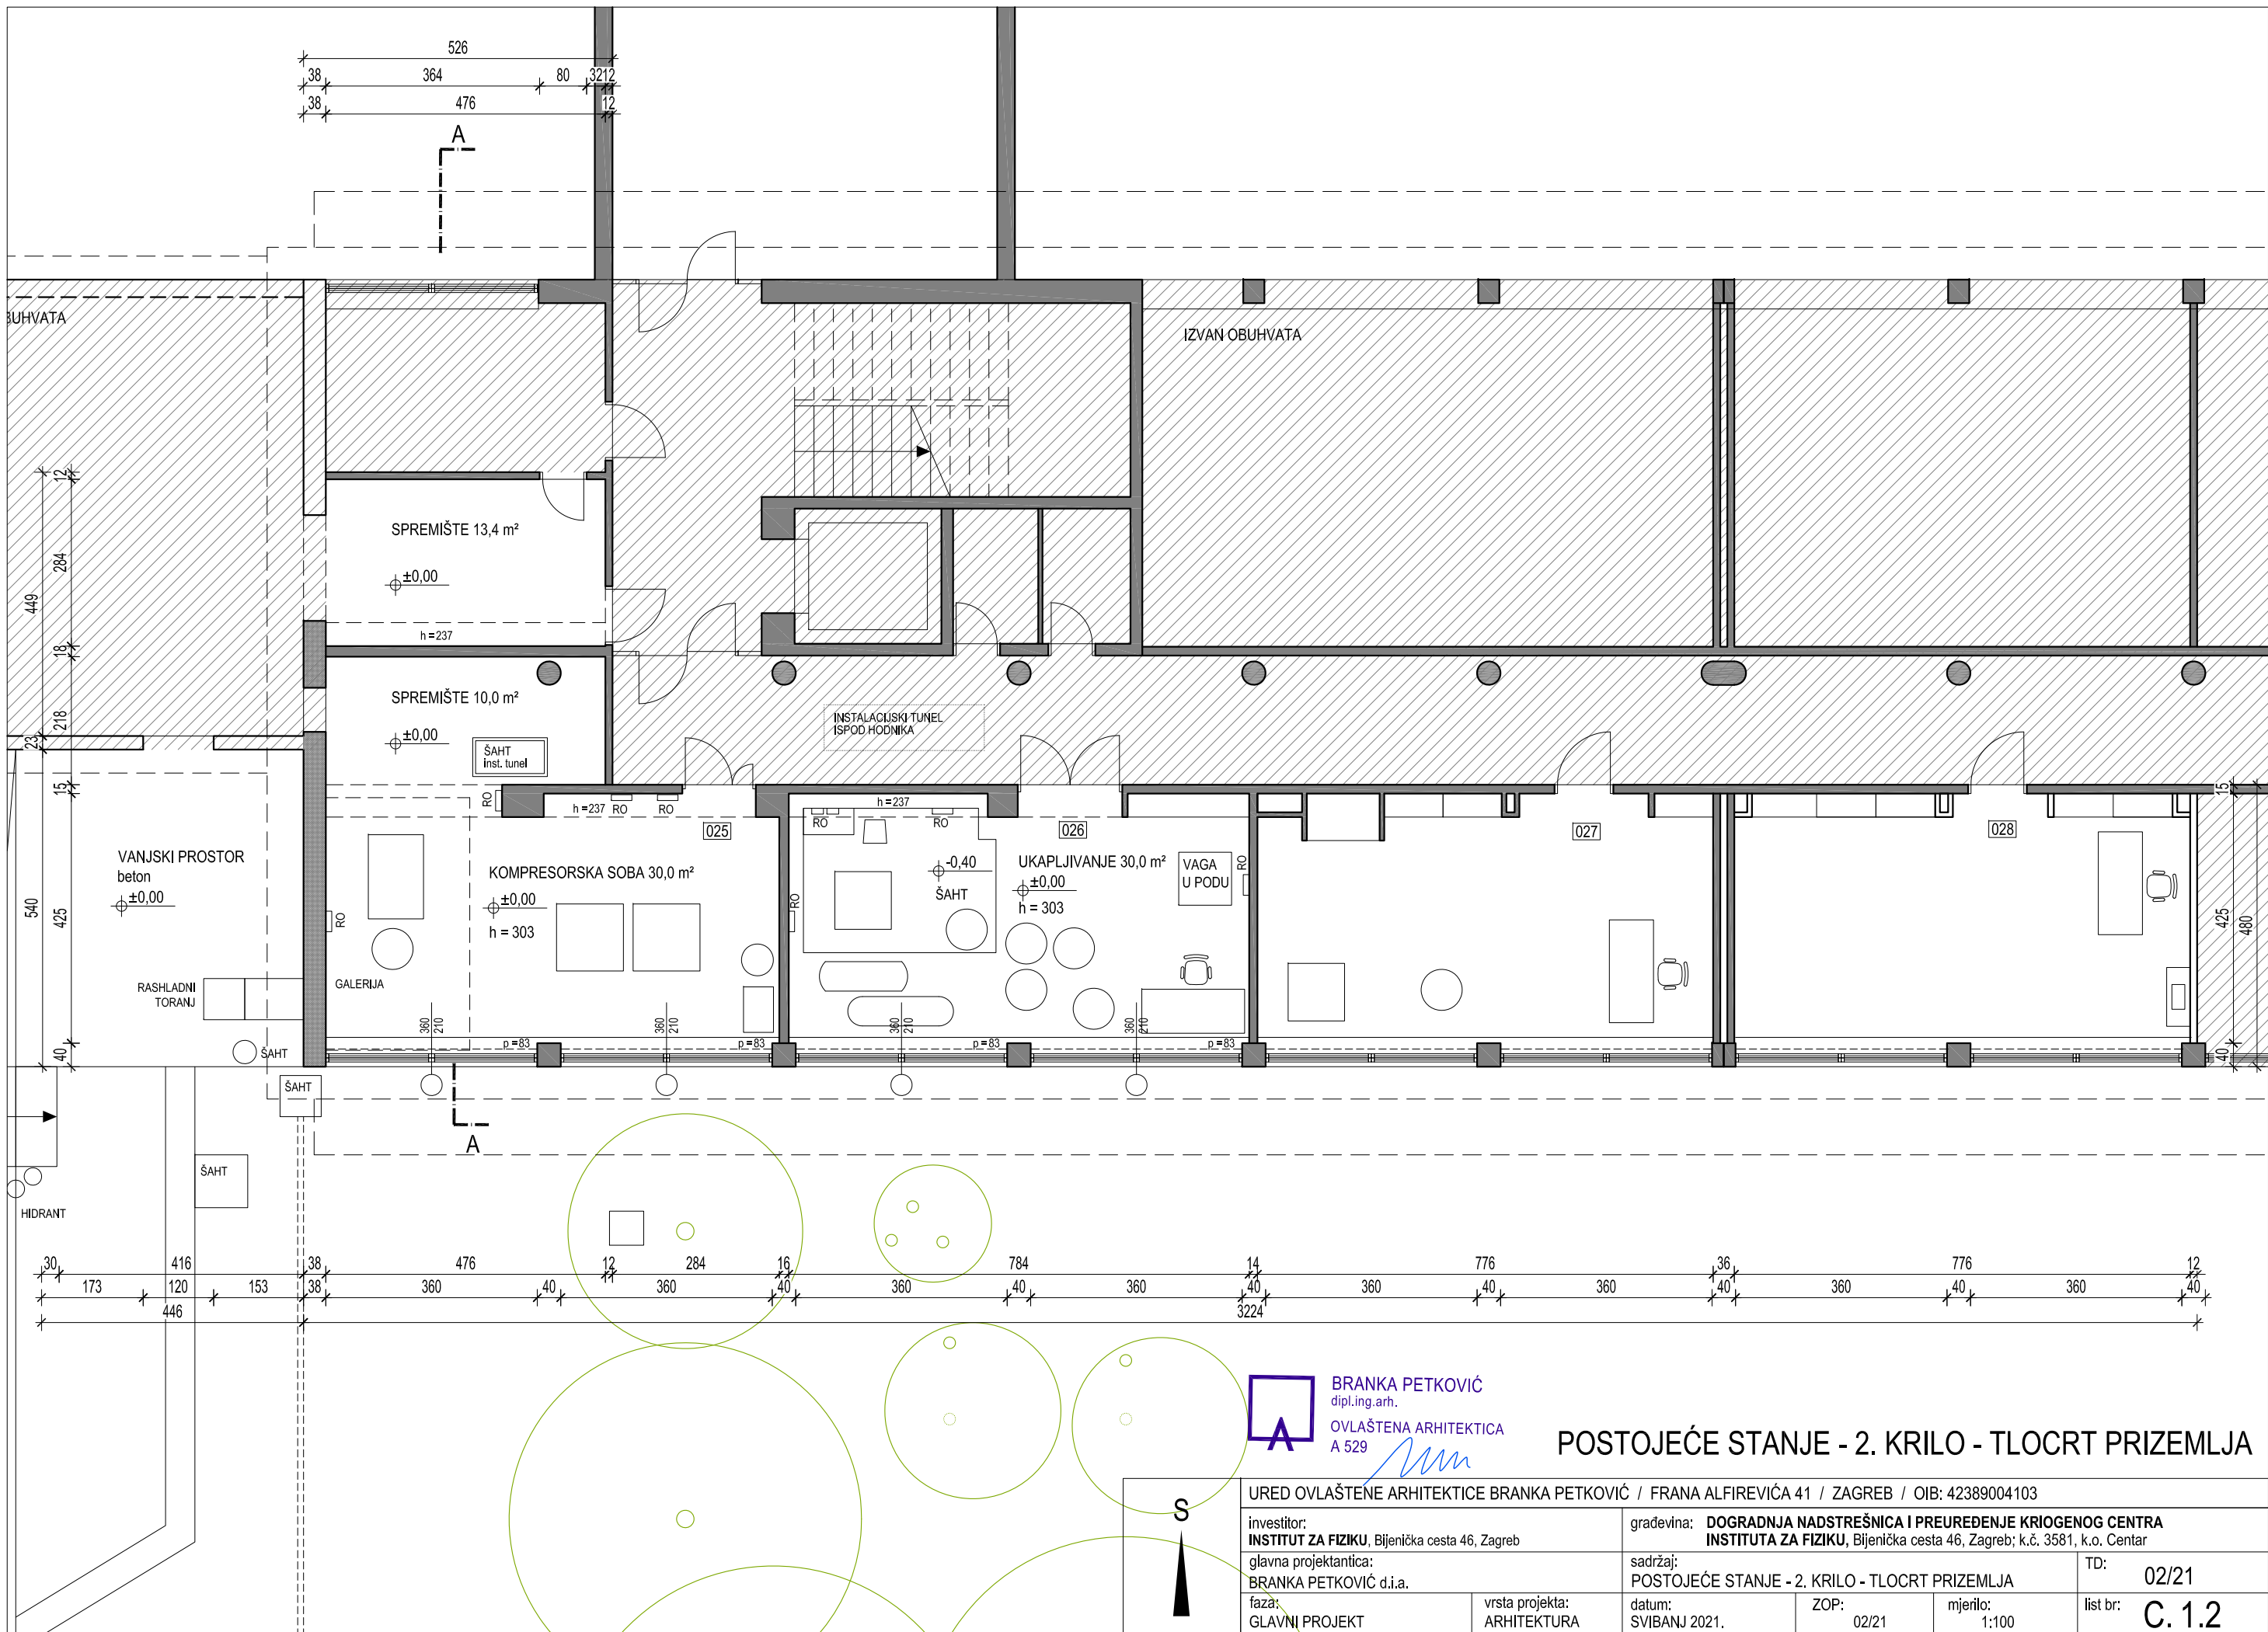 526
38 364 80 32 12
38 476 12
A
BUHVATA
IZVAN OBUHVATA
SPREMIŠTE 13,4 m²
±0,00
h =237
SPREMIŠTE 10,0 m²
±0,00
ŠAHT
inst. tunel
INSTALACIJSKI TUNEL
ISPOD HODNIKA
12
284
449
18
218
23
15
540
425
40
RO
h =237 RO RO
025
h =237
RO RO
026
027
028
15
425
480
40
VANJSKI PROSTOR
beton
±0,00
KOMPRESORSKA SOBA 30,0 m²
±0,00
h = 303
RO
RO
-0,40
ŠAHT
UKAPLJIVANJE 30,0 m²
±0,00
h = 303
VAGA
U PODU
RO
RASHLADNI
TORANJ
GALERIJA
ŠAHT
360
210
p =83
360
210
p =83
360
210
p =83
360
210
p =83
ŠAHT
A
ŠAHT
HIDRANT
30 416 38 476 12 284 16 784 14 776 36 776 12
173 120 153 38 360 40 360 40 360 40 360 40 360 40 360 40 360 40 360 40
446 3224
BRANKA PETKOVIĆ
dipl.ing.arh.
OVLAŠTENA ARHITEKTICA
A 529
POSTOJEĆE STANJE - 2. KRILO - TLOCRT PRIZEMLJA
S
URED OVLAŠTENE ARHITEKTICE BRANKA PETKOVIĆ / FRANA ALFIREVIĆA 41 / ZAGREB / OIB: 42389004103
investitor:
INSTITUT ZA FIZIKU, Bijenička cesta 46, Zagreb
građevina: DOGRADNJA NADSTREŠNICA I PREUREĐENJE KRIOGENOG CENTRA
INSTITUTA ZA FIZIKU, Bijenička cesta 46, Zagreb; k.č. 3581, k.o. Centar
glavna projektantica:
BRANKA PETKOVIĆ d.i.a.
sadržaj:
POSTOJEĆE STANJE - 2. KRILO - TLOCRT PRIZEMLJA
TD: 02/21
faza:
GLAVNI PROJEKT
vrsta projekta:
ARHITEKTURA
datum:
SVIBANJ 2021.
ZOP:
02/21
mjerilo:
1:100
list br: C. 1.2